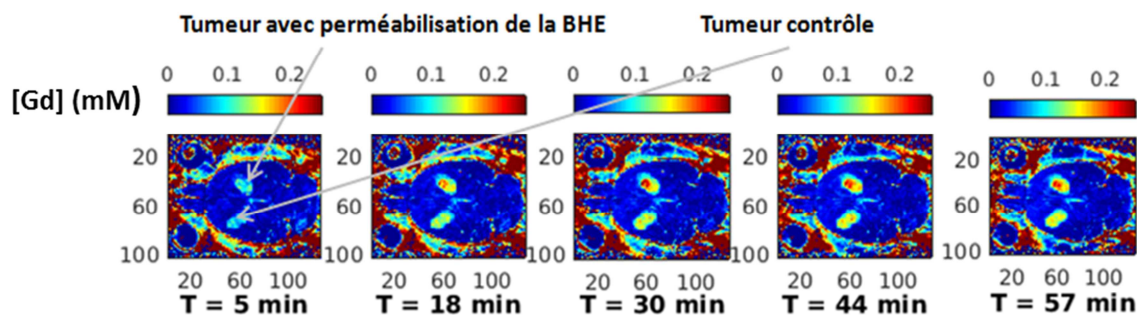 Tumeur avec perméabilisation de la BHE Tumeur contrôle
0 0.1 0.2 0 0.1 0.2 0 0.1 0.2 0 0.1 0.2 0 0.1 0.2
[Gd] (mM)
20 20 20 20 20
60 60 60 60 60
100 100 100 100 100
20 60 100 20 60 100 20 60 100 20 60 100 20 60 100
T = 5 min T = 18 min T = 30 min T = 44 min T = 57 min